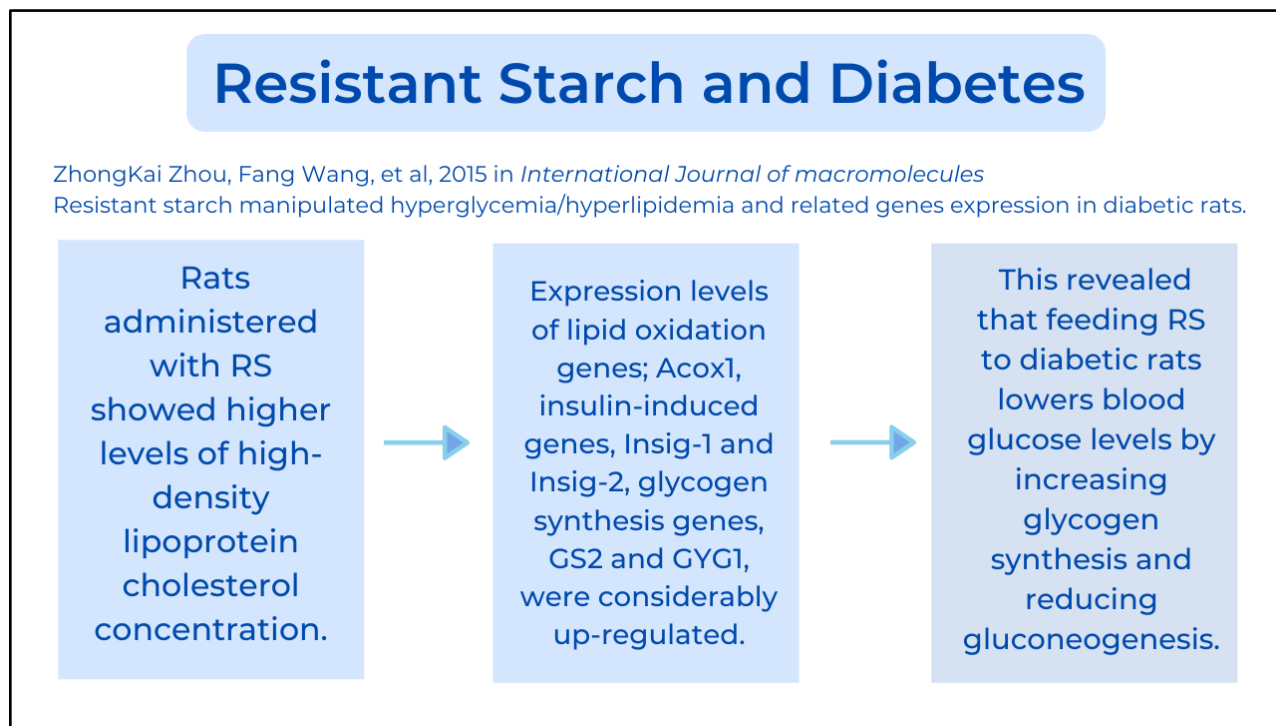 Resistant Starch and Diabetes
ZhongKai Zhou, Fang Wang, et al, 2015 in International Journal of macromolecules
Resistant starch manipulated hyperglycemia/hyperlipidemia and related genes expression in diabetic rats.
Rats
administered
with RS
showed higher
levels of high-
density
lipoprotein
cholesterol
concentration.
Expression levels
of lipid oxidation
genes; Acox1,
insulin-induced
genes, Insig-1 and
Insig-2, glycogen
synthesis genes,
GS2 and GYG1,
were considerably
up-regulated.
This revealed
that feeding RS
to diabetic rats
lowers blood
glucose levels by
increasing
glycogen
synthesis and
reducing
gluconeogenesis.